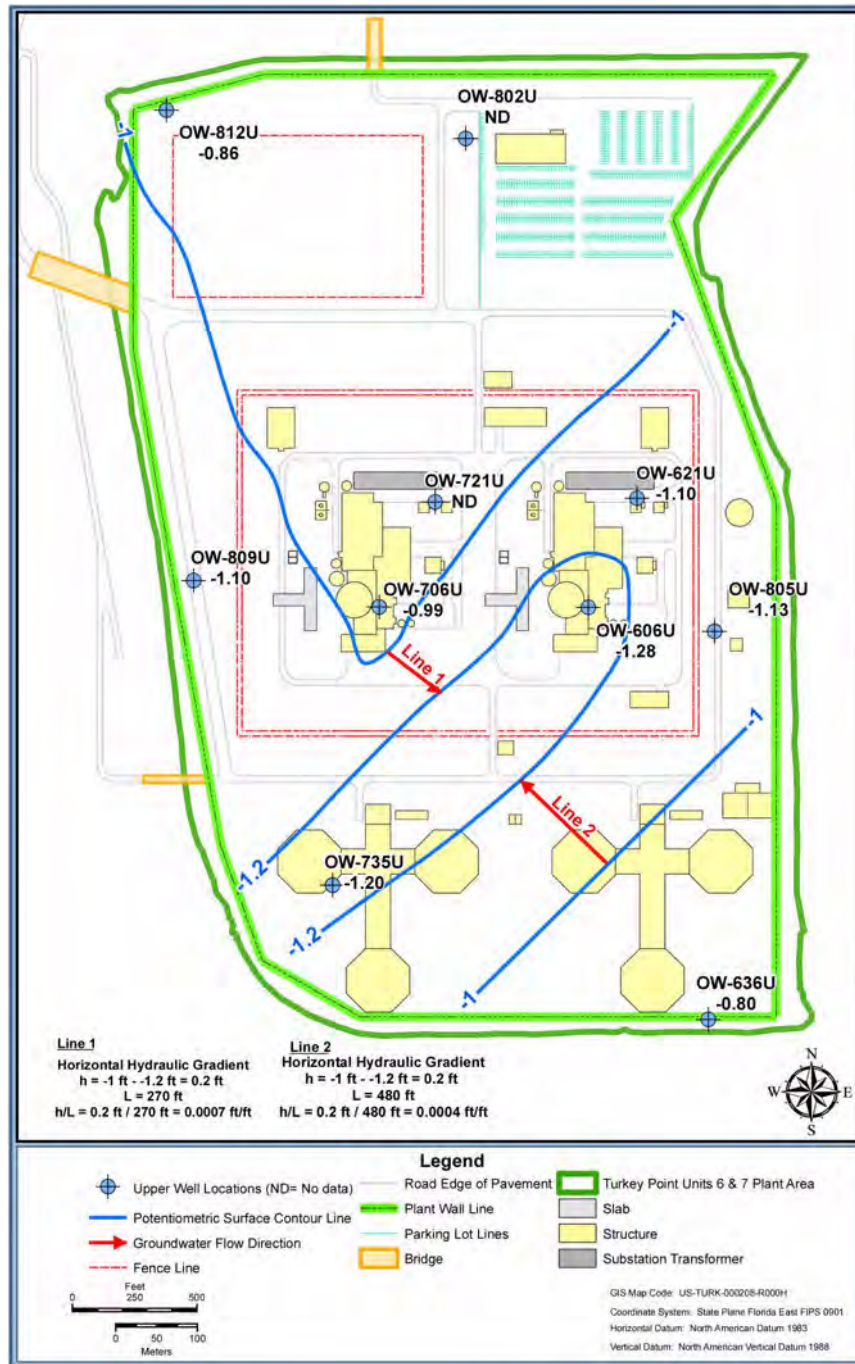 OW-802U
ND
-1
OW-812U
-0.86
-1
OW-721U
ND
OW-621U
-1.10
OW-809U
-1.10
OW-706U
-0.99
OW-606U
-1.28
OW-805U
-1.13
Line 1
-1
Line 2
OW-735U
-1.20
-1.2
-1.2
-1
OW-636U
-0.80
Line 1
Horizontal Hydraulic Gradient
h = -1 ft - -1.2 ft = 0.2 ft
L = 270 ft
h/L = 0.2 ft / 270 ft = 0.0007 ft/ft
Line 2
Horizontal Hydraulic Gradient
h = -1 ft - -1.2 ft = 0.2 ft
L = 480 ft
h/L = 0.2 ft / 480 ft = 0.0004 ft/ft
N
W E
S
Legend
Upper Well Locations (ND= No data)
Potentiometric Surface Contour Line
Groundwater Flow Direction
Fence Line
Road Edge of Pavement
Plant Wall Line
Parking Lot Lines
Bridge
Turkey Point Units 6 & 7 Plant Area
Slab
Structure
Substation Transformer
Feet
0 250 500
0 50 100
Meters
GIS Map Code: US-TURK-000208-R000H
Coordinate System: State Plane Florida East FIPS 0901
Horizontal Datum: North American Datum 1983
Vertical Datum: North American Vertical Datum 1988